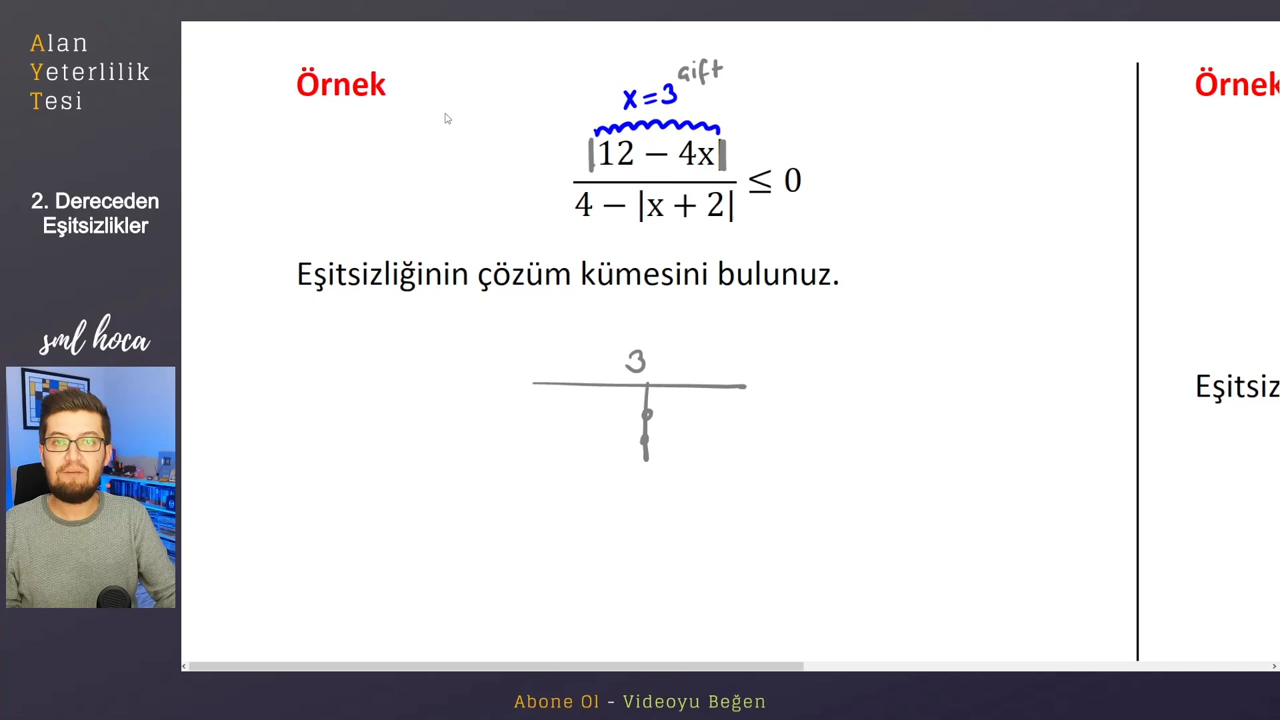 Alan
Yeterlilik
Tesi
2. Dereceden
Eşitsizlikler
sml hoca
Örnek
x=3 çift
|12 − 4x|
4 − |x + 2|
≤ 0
Eşitsizliğinin çözüm kümesini bulunuz.
3
Örnek
Eşitsiz
Abone Ol - Videoyu Beğen